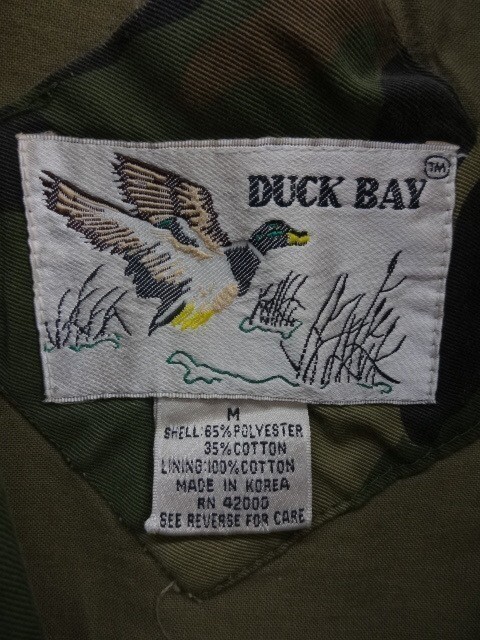 TM
DUCK BAY
M
SHELL: 65% POLYESTER
35% COTTON
LINING: 100% COTTON
MADE IN KOREA
RN 42000
SEE REVERSE FOR CARE